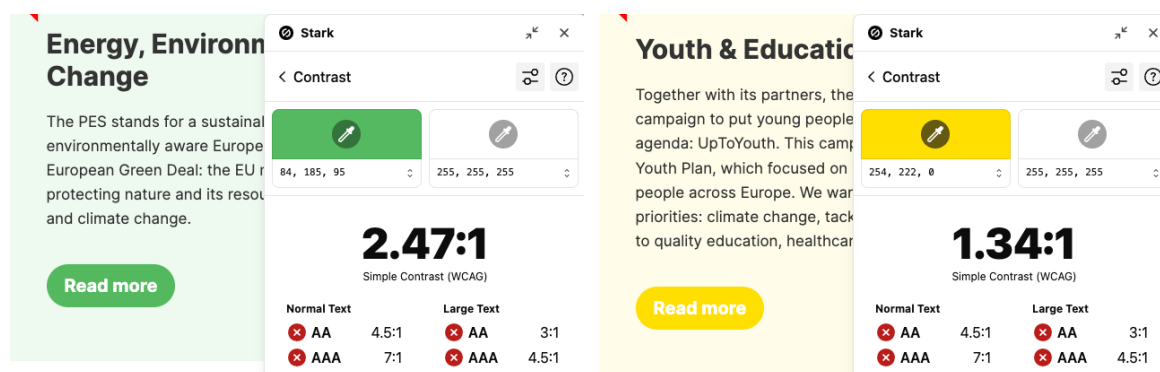 Energy, Environm
Change
The PES stands for a sustainal
environmentally aware Europe
European Green Deal: the EU r
protecting nature and its resou
and climate change.
Read more
Stark
Contrast
84, 185, 95
255, 255, 255
2.47:1
Simple Contrast (WCAG)
Normal Text
Large Text
AA 4.5:1
AA 3:1
AAA 7:1
AAA 4.5:1
Youth & Educatio
Together with its partners, the
campaign to put young people
agenda: UpToYouth. This camp
Youth Plan, which focused on
people across Europe. We war
priorities: climate change, tack
to quality education, healthcar
Read more
Stark
Contrast
254, 222, 0
255, 255, 255
1.34:1
Simple Contrast (WCAG)
Normal Text
Large Text
AA 4.5:1
AA 3:1
AAA 7:1
AAA 4.5:1